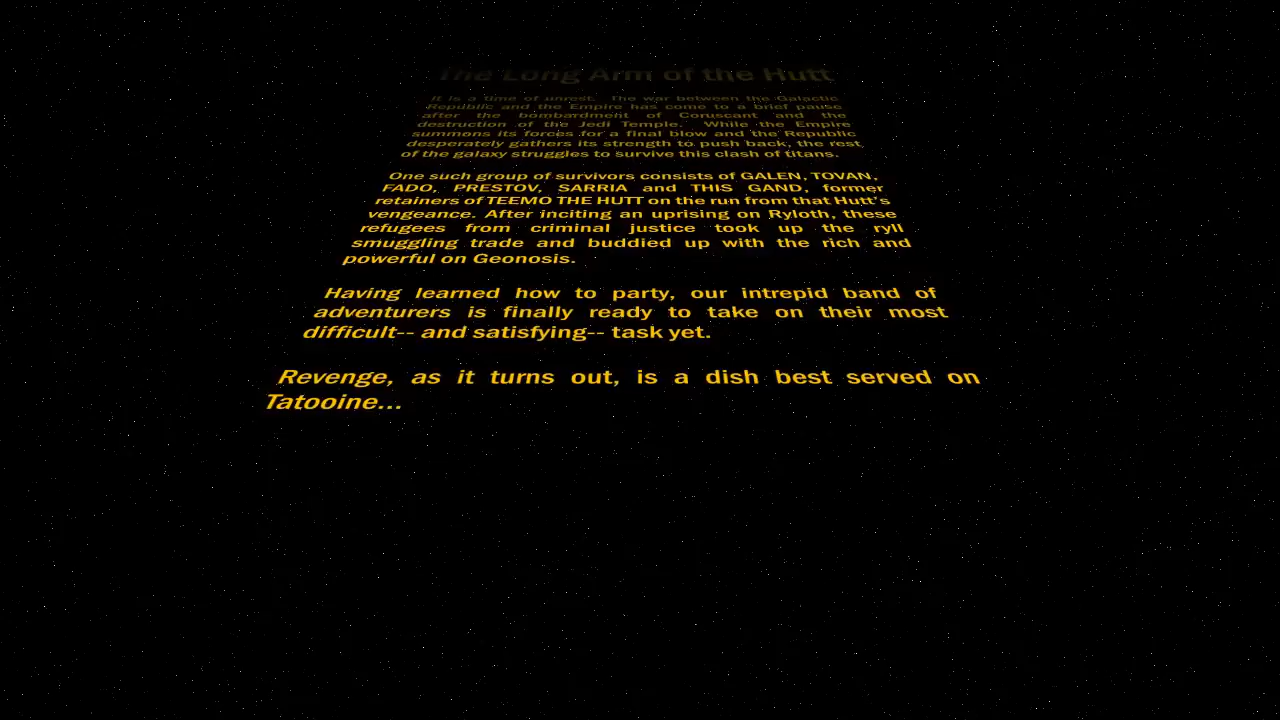 The Long Arm of the Hutt
It is a time of unrest. The war between the Galactic
Republic and the Empire has come to a brief pause
after the bombardment of Coruscant and the
destruction of the Jedi Temple. While the Empire
summons its forces for a final blow and the Republic
desperately gathers its strength to push back, the rest
of the galaxy struggles to survive this clash of titans.
One such group of survivors consists of GALEN, TOVAN,
FADO, PRESTOV, SARRIA and THIS GAND, former
retainers of TEEMO THE HUTT on the run from that Hutt's
vengeance. After inciting an uprising on Ryloth, these
refugees from criminal justice took up the ryll
smuggling trade and buddied up with the rich and
powerful on Geonosis.
Having learned how to party, our intrepid band of
adventurers is finally ready to take on their most
difficult-- and satisfying-- task yet.
Revenge, as it turns out, is a dish best served on
Tatooine...